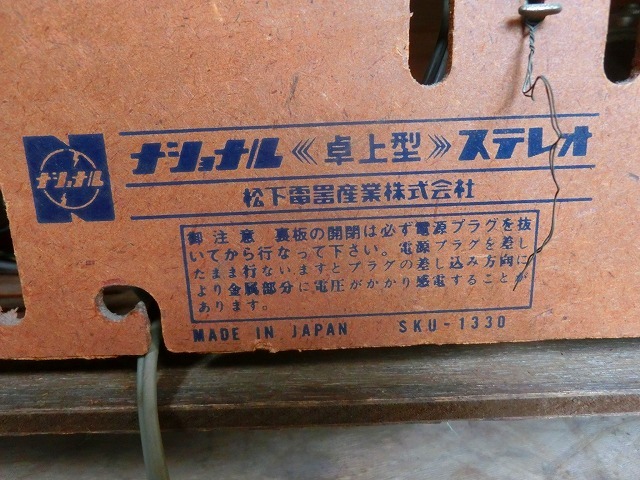 ナショナル
ナショナル《卓上型》ステレオ
松下電器産業株式会社
御注意 裏板の開閉は必ず電源プラグを抜
いてから行なって下さい。電源プラグを差し
たまま行ないますとプラグの差し込み方向に
より金属部分に電圧がかかり感電することが
あります。
MADE IN JAPAN SKU-1330